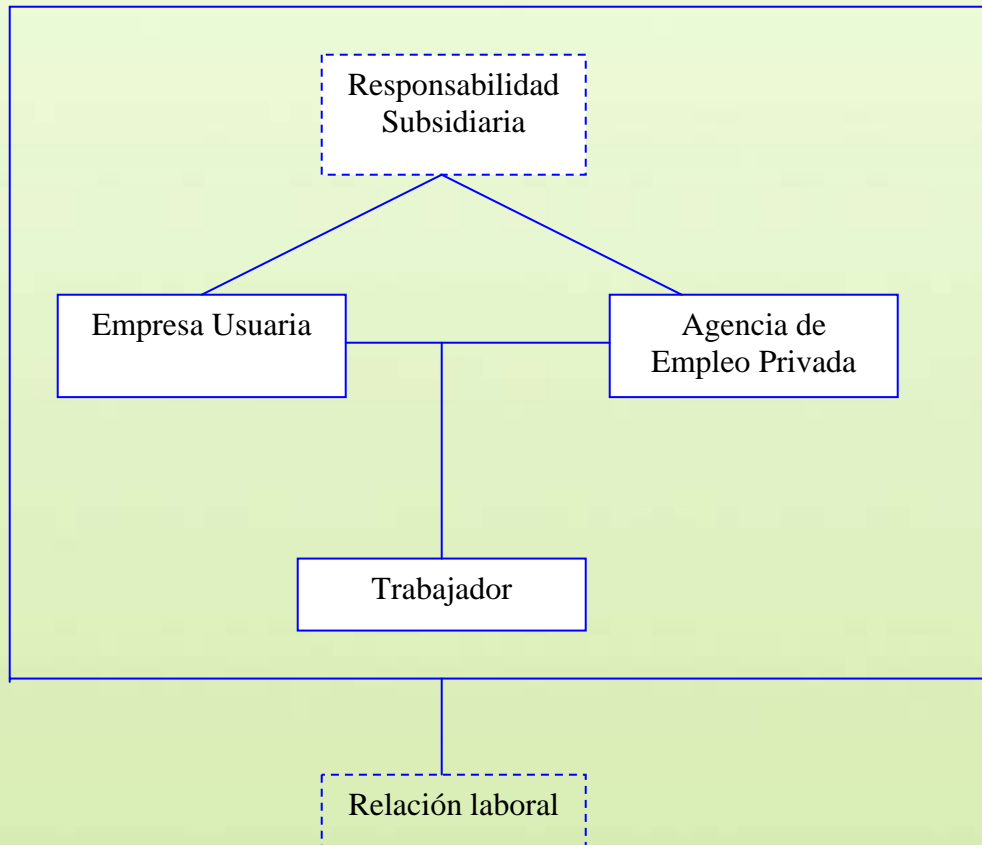 Responsabilidad
Subsidiaria
Empresa Usuaria
Agencia de
Empleo Privada
Trabajador
Relación laboral